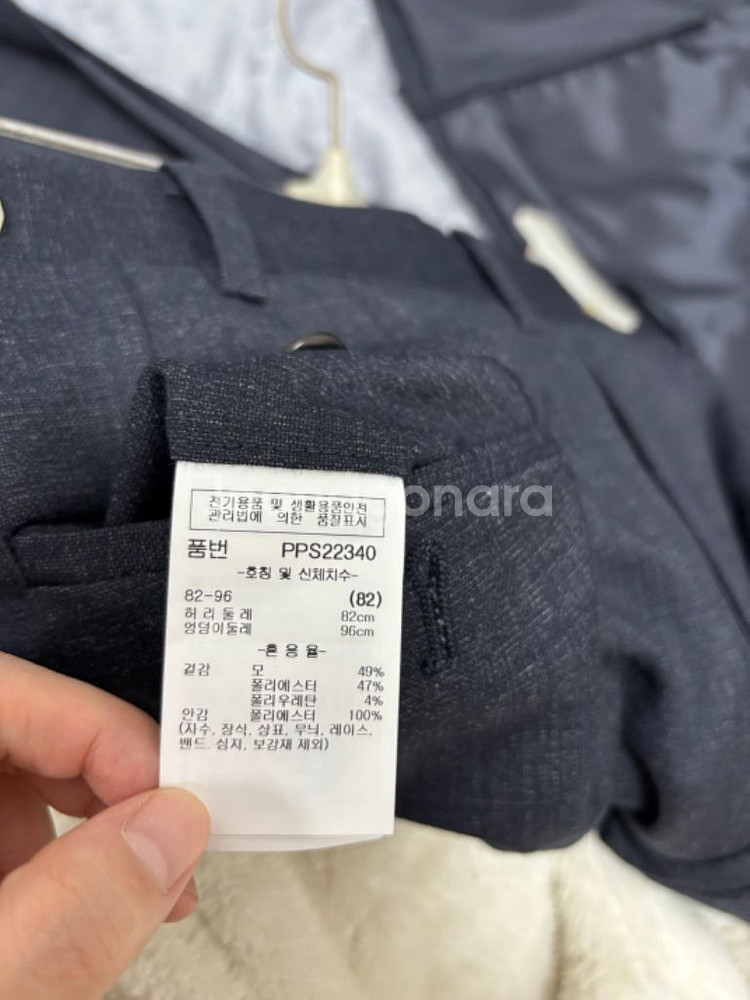 전기용품 및 생활용품안전
관리법에 의한 품질표시
품번 PPS22340
-호칭 및 신체치수-
82-96 (82)
허리둘레 82cm
엉덩이둘레 96cm
-혼용율-
겉감 모 49%
폴리에스터 47%
폴리우레탄 4%
안감 폴리에스터 100%
(자수, 장식, 상표, 무늬, 레이스,
밴드, 심지, 보강재 제외)